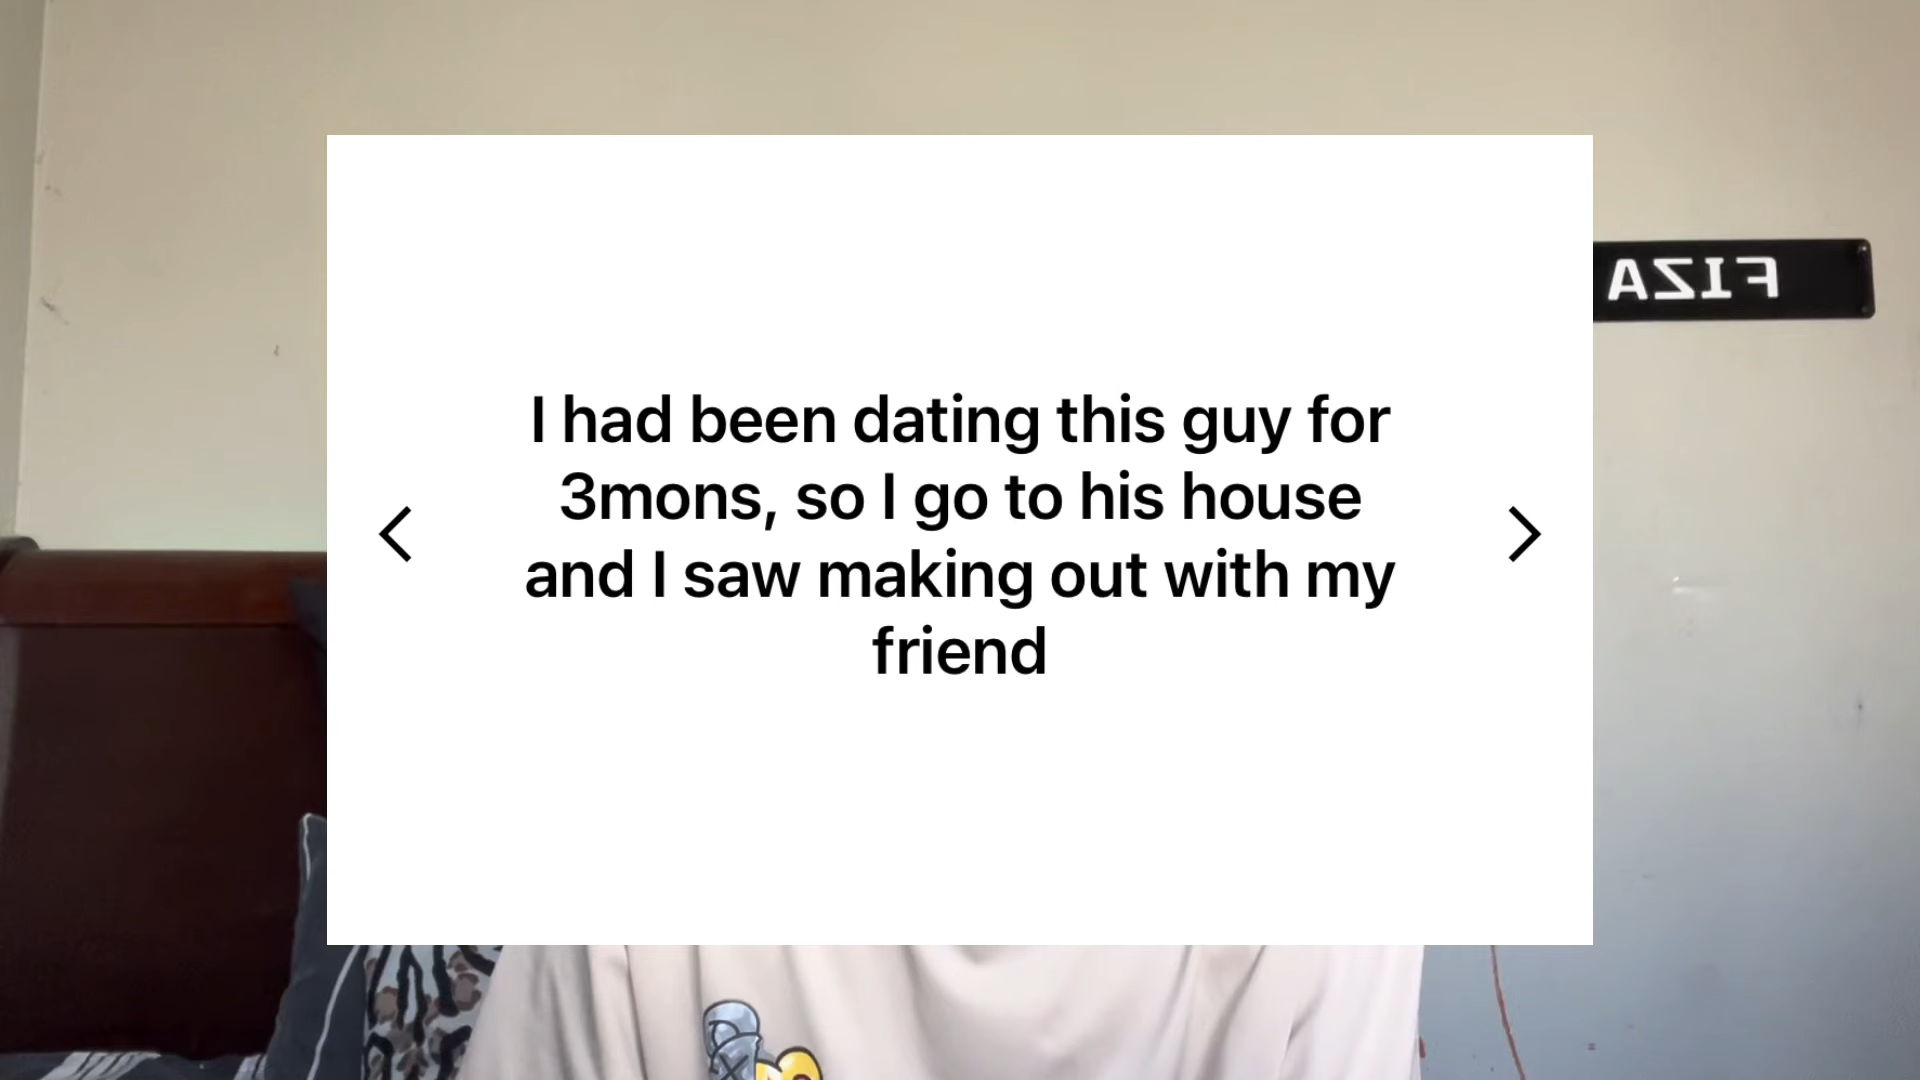 I had been dating this guy for
3mons, so I go to his house
and I saw making out with my
friend
FIZA